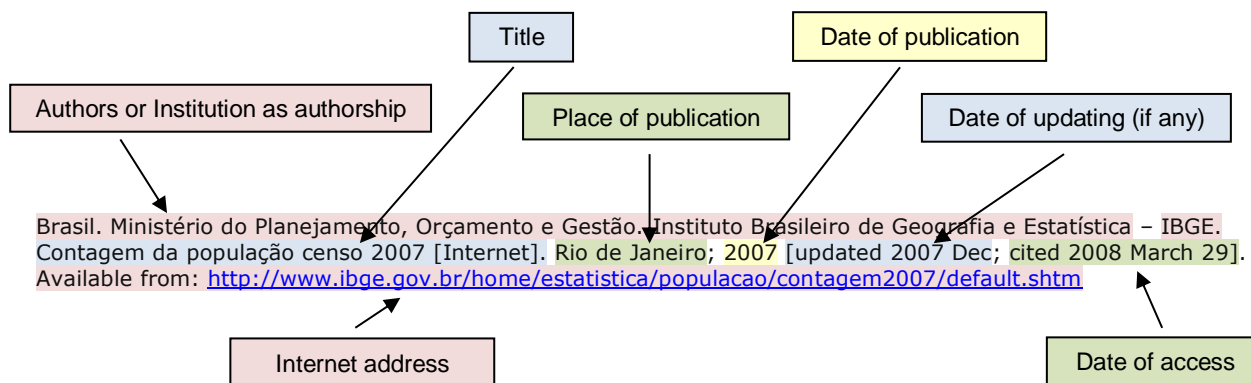 Title
Date of publication
Authors or Institution as authorship
Place of publication
Date of updating (if any)
Brasil. Ministério do Planejamento, Orçamento e Gestão. Instituto Brasileiro de Geografia e Estatística – IBGE.
Contagem da população censo 2007 [Internet]. Rio de Janeiro; 2007 [updated 2007 Dec; cited 2008 March 29].
Available from: http://www.ibge.gov.br/home/estatistica/populacao/contagem2007/default.shtm
Internet address
Date of access